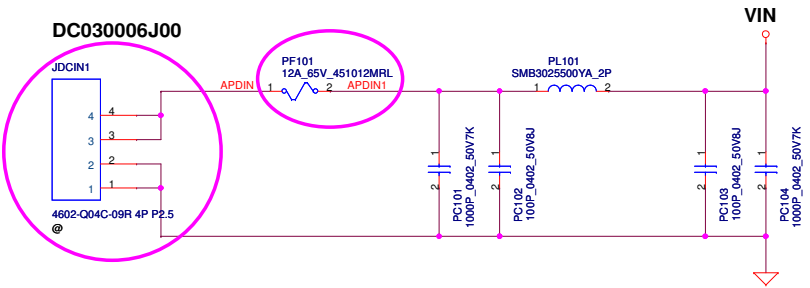 VIN
DC030006J00
JDCIN1
PF101
12A_65V_451012MRL
PL101
SMB3025500YA_2P
APDIN
1
2
APDIN1
1
2
4
4
3
3
2
2
1
1
1
2
PC101
1000P_0402_50V7K
1
2
PC102
100P_0402_50V8J
1
2
PC103
100P_0402_50V8J
1
2
PC104
1000P_0402_50V7K
4602-Q04C-09R 4P P2.5
@